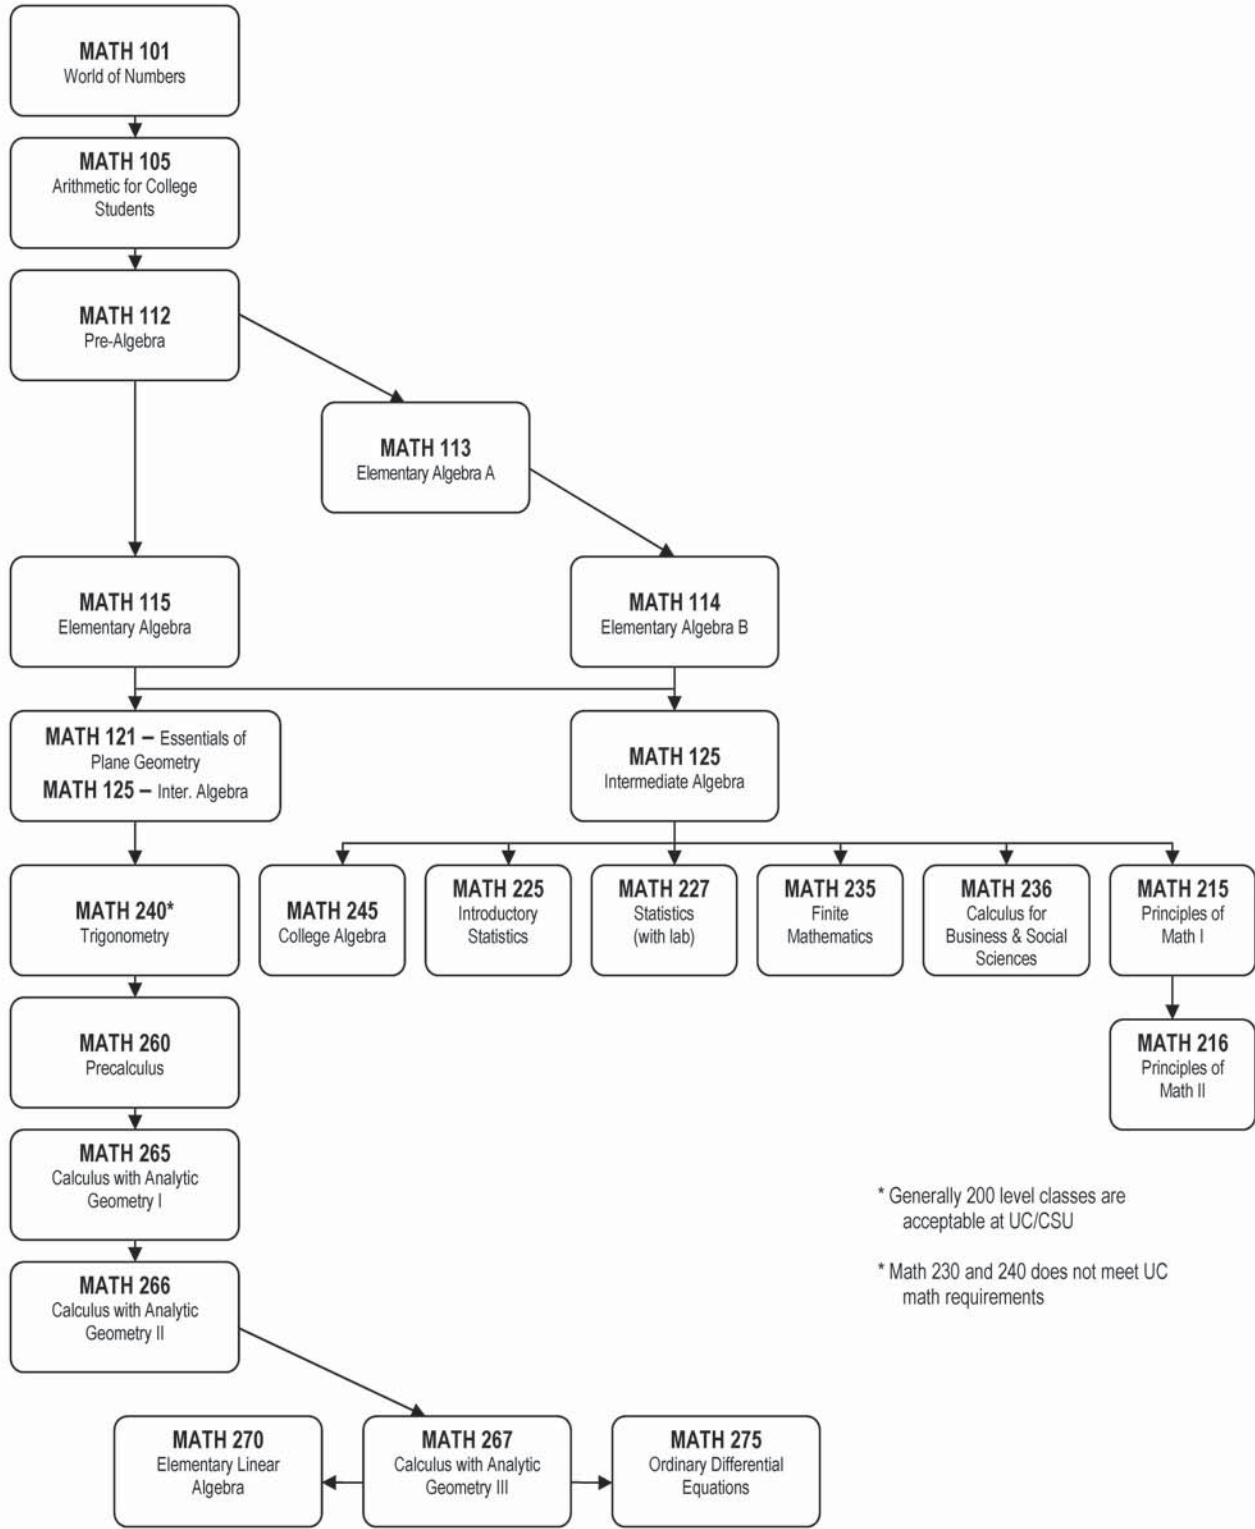 MATH 101
World of Numbers
MATH 105
Arithmetic for College
Students
MATH 112
Pre-Algebra
MATH 113
Elementary Algebra A
MATH 115
Elementary Algebra
MATH 114
Elementary Algebra B
MATH 121 – Essentials of
Plane Geometry
MATH 125 – Inter. Algebra
MATH 125
Intermediate Algebra
MATH 240*
Trigonometry
MATH 245
College Algebra
MATH 225
Introductory
Statistics
MATH 227
Statistics
(with lab)
MATH 235
Finite
Mathematics
MATH 236
Calculus for
Business & Social
Sciences
MATH 215
Principles of
Math I
MATH 260
Precalculus
MATH 216
Principles of
Math II
MATH 265
Calculus with Analytic
Geometry I
* Generally 200 level classes are
acceptable at UC/CSU
* Math 230 and 240 does not meet UC
math requirements
MATH 266
Calculus with Analytic
Geometry II
MATH 270
Elementary Linear
Algebra
MATH 267
Calculus with Analytic
Geometry III
MATH 275
Ordinary Differential
Equations